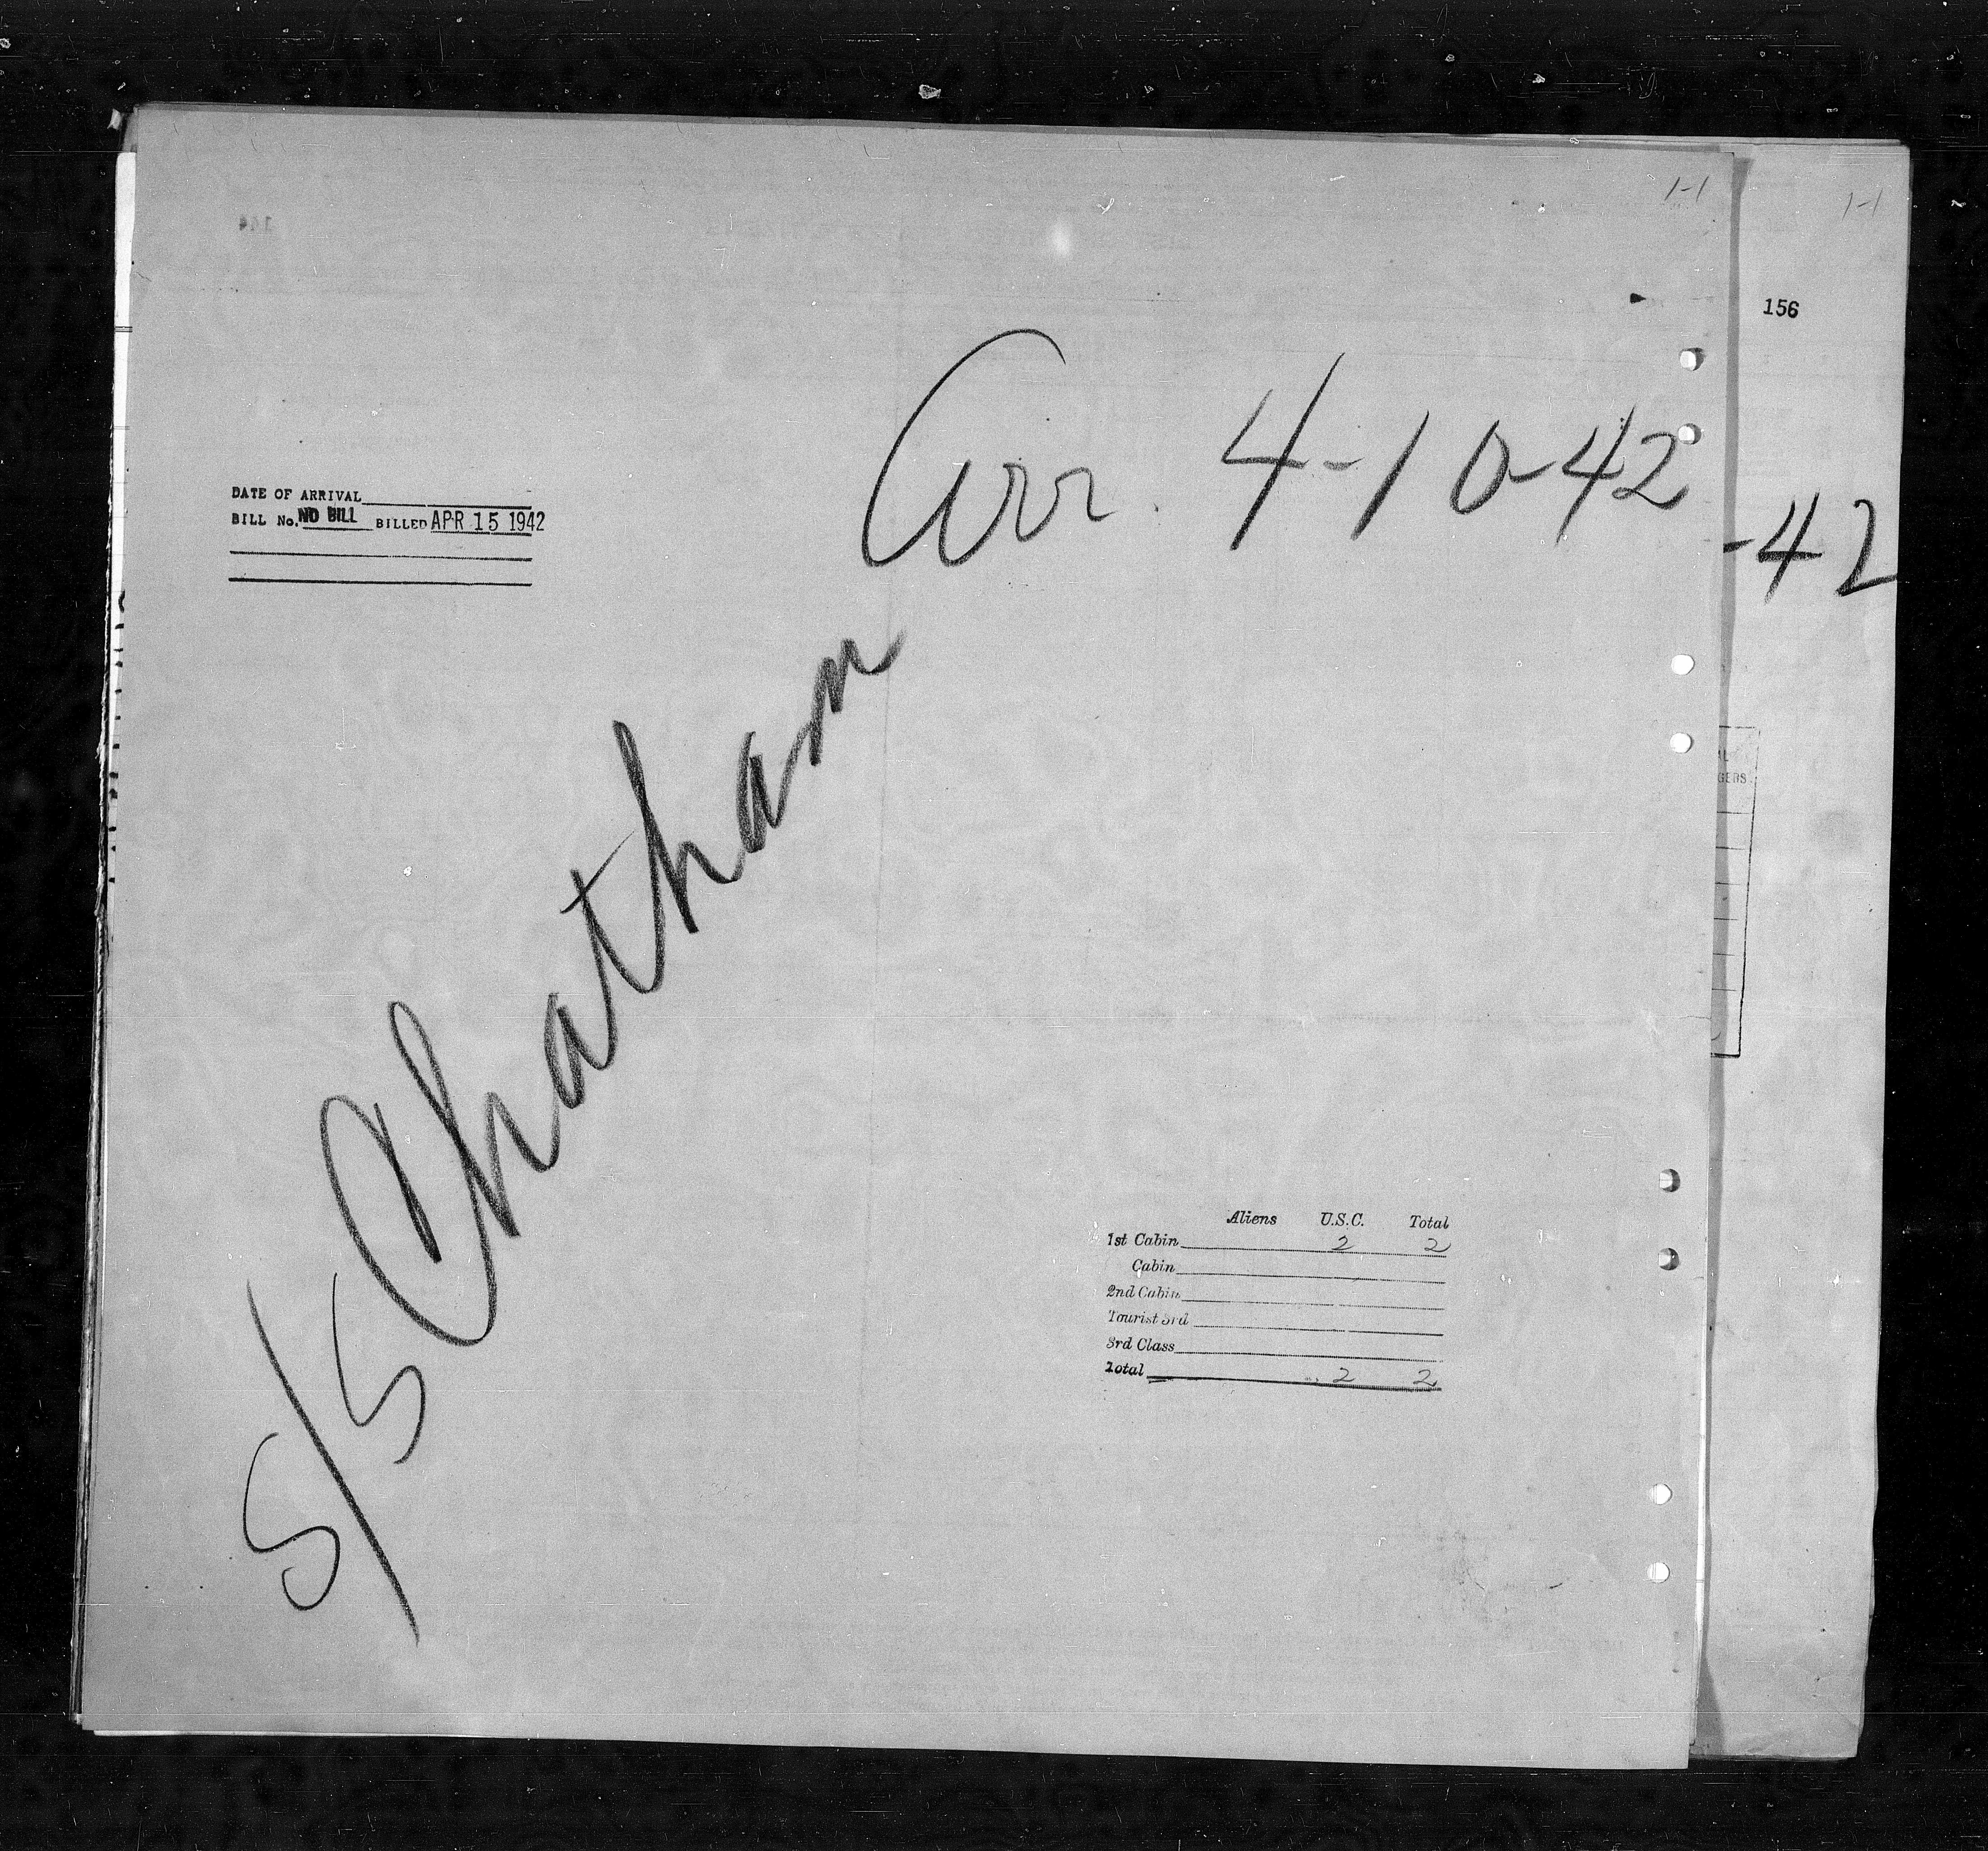 1-1
1-1
156
Arr. 4-10-42
-42
DATE OF ARRIVAL
BILL No. NO BILL BILLED APR 15 1942
S/S Chatham
GERS
Aliens U.S.C. Total
1st Cabin 2 2
Cabin
2nd Cabin
Tourist 3rd
3rd Class
Total 2 2